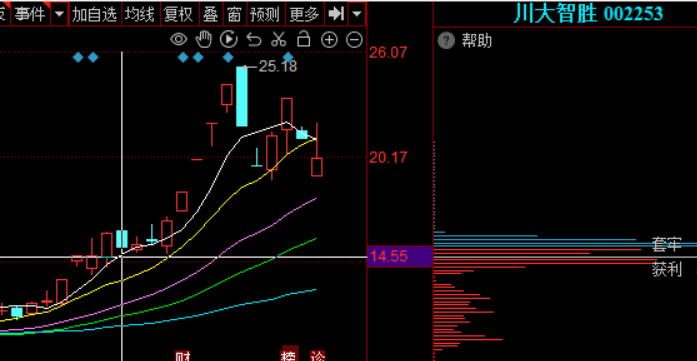 事件 加自选 均线 复权 叠 窗 预测 更多
川大智胜 002253
帮助
26.07
25.18
20.17
14.55
套牢
获利
财 榜 诊